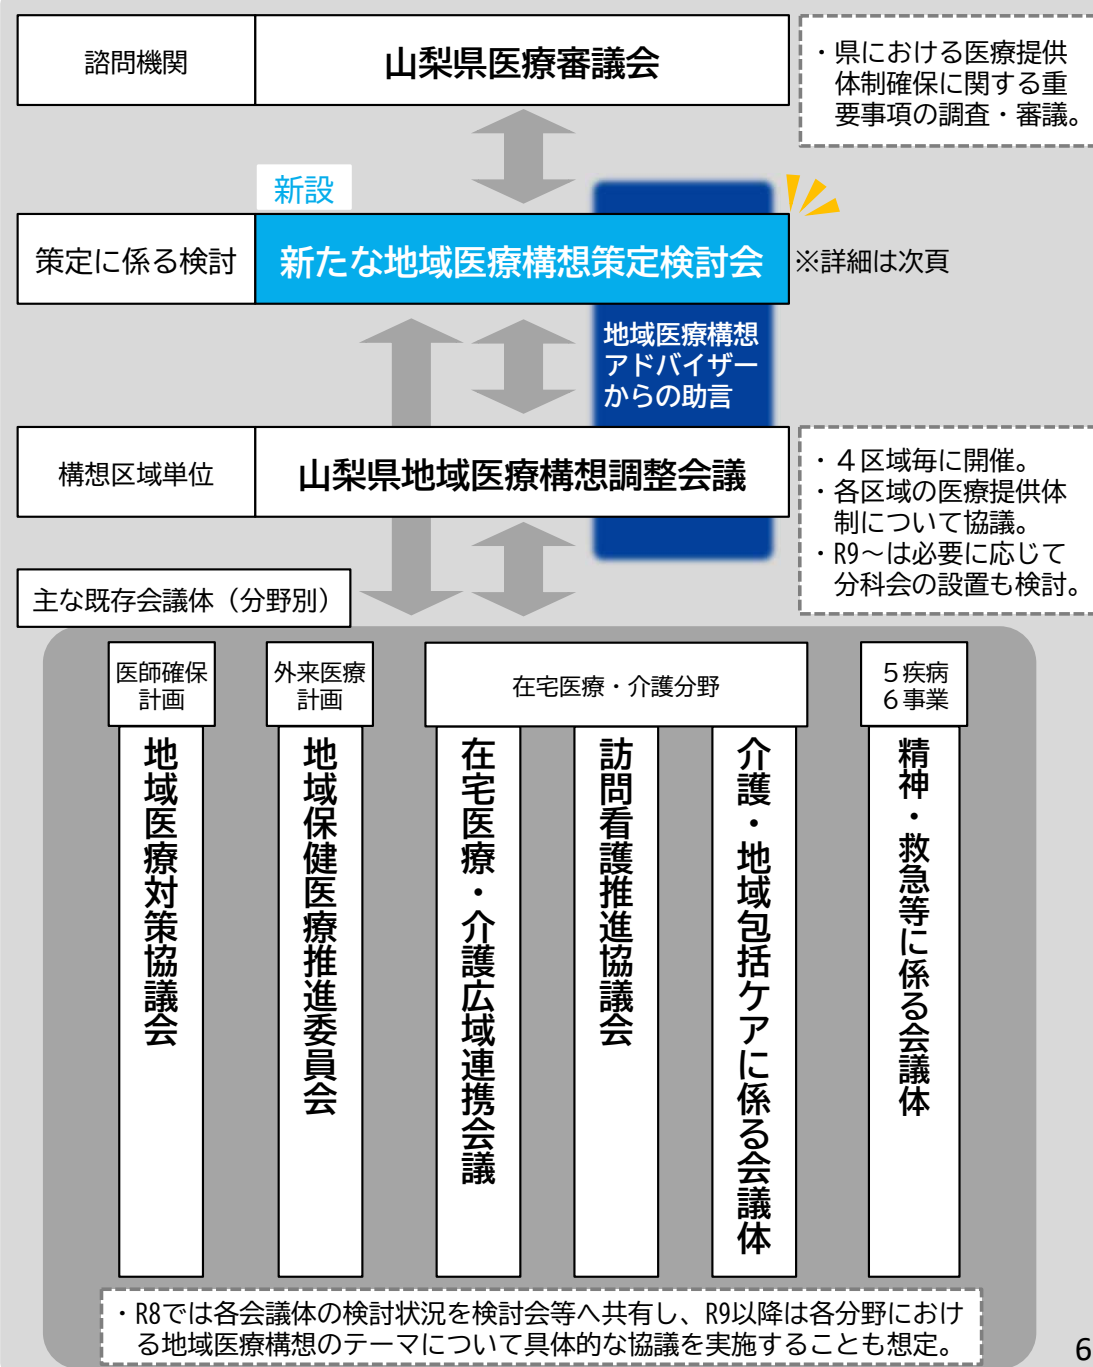 諮問機関
山梨県医療審議会
・県における医療提供
体制確保に関する重
要事項の調査・審議。
新設
策定に係る検討
新たな地域医療構想策定検討会
※詳細は次頁
地域医療構想
アドバイザー
からの助言
構想区域単位
山梨県地域医療構想調整会議
・４区域毎に開催。
・各区域の医療提供体
制について協議。
・R9～は必要に応じて
分科会の設置も検討。
主な既存会議体（分野別）
医師確保
計画
外来医療
計画
在宅医療・介護分野
５疾病
６事業
地域医療対策協議会
地域保健医療推進委員会
在宅医療・介護広域連携会議
訪問看護推進協議会
介護・地域包括ケアに係る会議体
精神・救急等に係る会議体
・R8では各会議体の検討状況を検討会等へ共有し、R9以降は各分野におけ
る地域医療構想のテーマについて具体的な協議を実施することも想定。
6